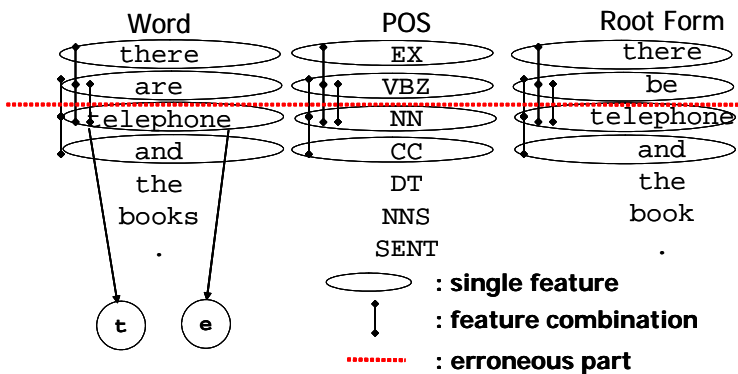 Word POS Root Form
there EX there
are VBZ be
telephone NN telephone
and CC and
the DT the
books NNS book
. SENT .
: single feature
t e : feature combination
: erroneous part